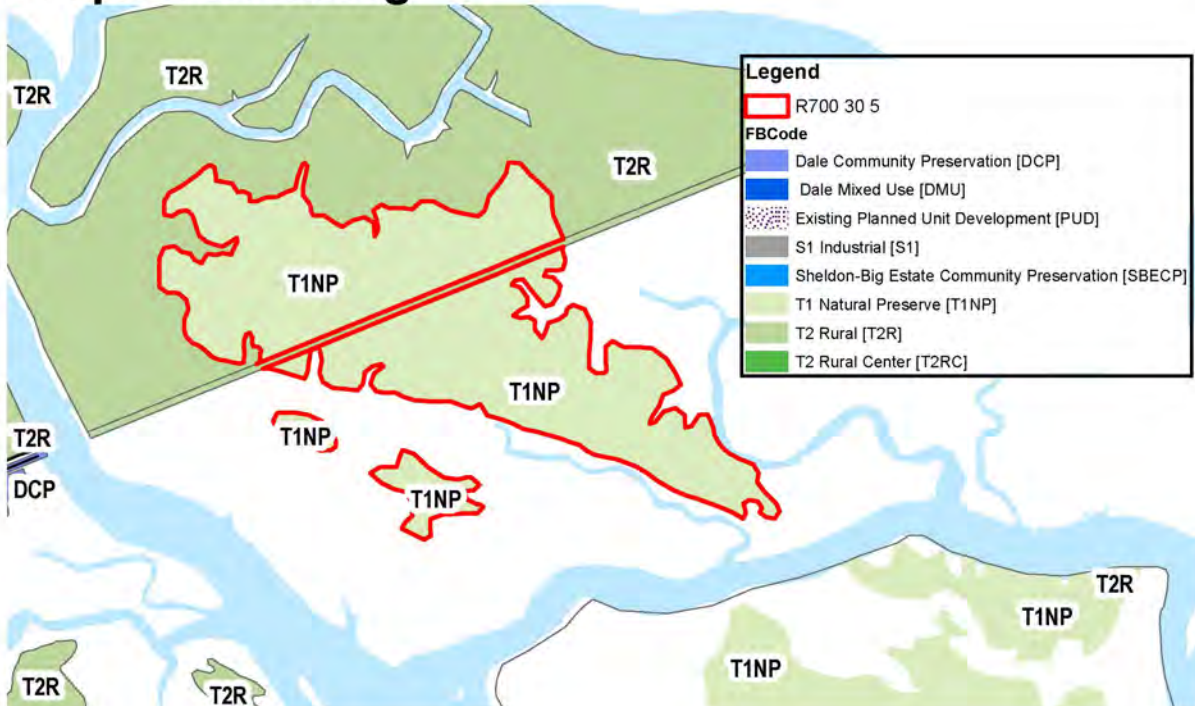 T2R
T2R
T2R
T1NP
T1NP
T1NP
T1NP
T2R
DCP
T2R
T2R
T1NP
T1NP
T2R
T2R
Legend
R700 30 5
FBCode
Dale Community Preservation [DCP]
Dale Mixed Use [DMU]
Existing Planned Unit Development [PUD]
S1 Industrial [S1]
Sheldon-Big Estate Community Preservation [SBECP]
T1 Natural Preserve [T1NP]
T2 Rural [T2R]
T2 Rural Center [T2RC]